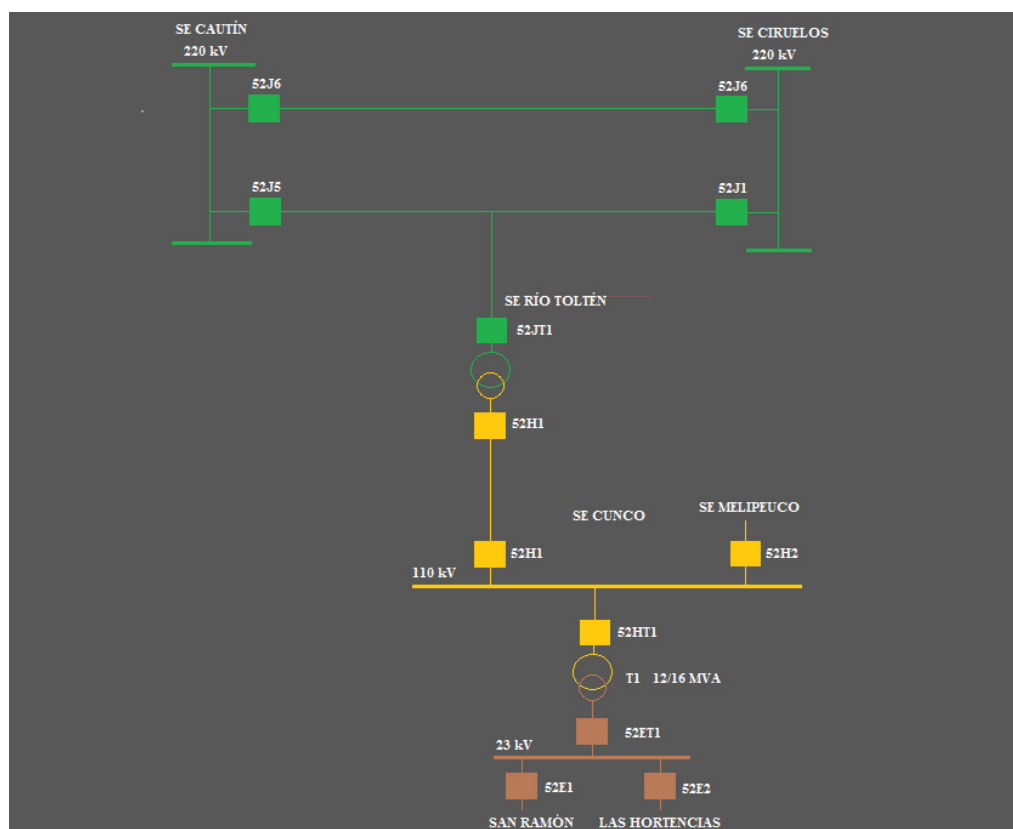 SE CAUTÍN
220 kV
SE CIRUELOS
220 kV
52J6
52J6
52J5
52J1
SE RÍO TOLTÉN
52JT1
52H1
SE CUNCO
SE MELIPEUCO
52H1
52H2
110 kV
52HT1
T1 12/16 MVA
52ET1
23 kV
52E1
52E2
SAN RAMÓN
LAS HORTENCIAS